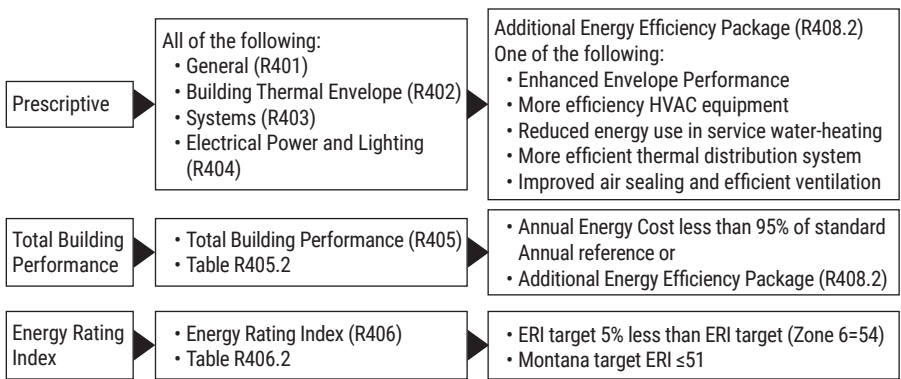 Prescriptive
All of the following:
• General (R401)
• Building Thermal Envelope (R402)
• Systems (R403)
• Electrical Power and Lighting
(R404)
Additional Energy Efficiency Package (R408.2)
One of the following:
• Enhanced Envelope Performance
• More efficiency HVAC equipment
• Reduced energy use in service water-heating
• More efficient thermal distribution system
• Improved air sealing and efficient ventilation
Total Building
Performance
• Total Building Performance (R405)
• Table R405.2
• Annual Energy Cost less than 95% of standard
Annual reference or
• Additional Energy Efficiency Package (R408.2)
Energy Rating
Index
• Energy Rating Index (R406)
• Table R406.2
• ERI target 5% less than ERI target (Zone 6=54)
• Montana target ERI ≤51